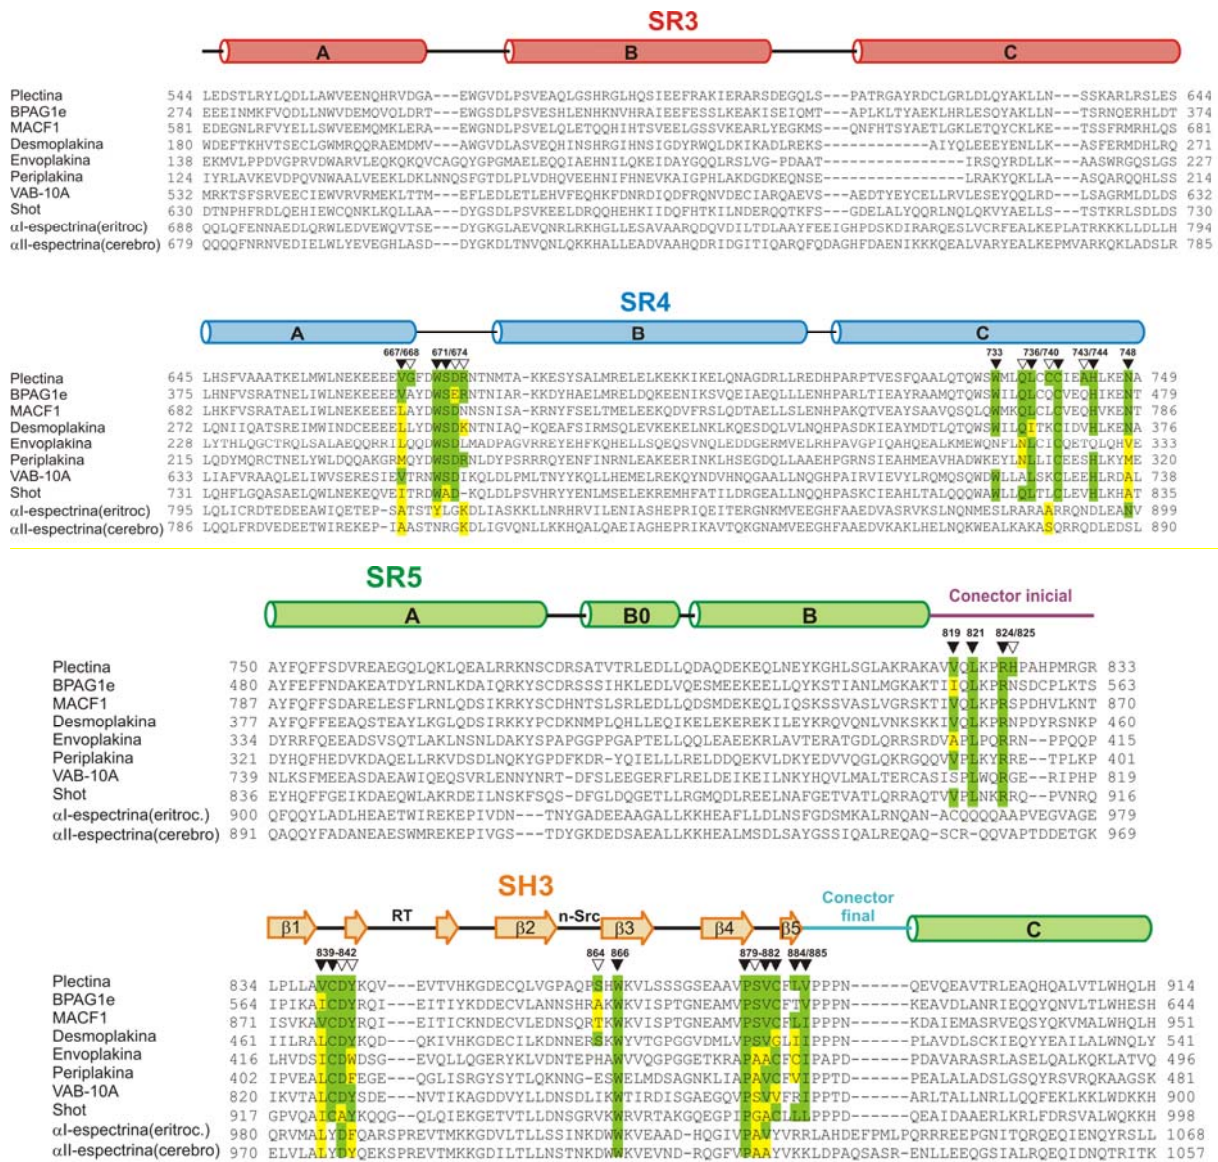 SR3
A B C
Plectina 544 LEDSTLRYLQDLLAWVEENQHRVDGA---EWGVDLPSVEAQLGSHRGLHQSIEEFRAKIERARSDEGQLS---PATRGAYRDCLGRLDLQYAKLLN---SSKARLRSLES 644
BPAG1e 274 EEEINMKFVQDLLNWVDEMQVQLDRT---EWGSDLPSVESHLENHKNVHRAIEEFESSLKEAKISEIQMT---APLKLTYAEKLHRLESQYAKLLN---TSRNQERHLDT 374
MACF1 581 EDEGNLRFVYELLSWVEEMQMKLERA---EWGNDLPSVELQLETQQHIHTSVEELGSSVKEARLYEGKMS---QNFHTSYAETLGKLETQYCKLKE---TSSFRMRHLQS 681
Desmoplakina 180 WDEFTKHVTSECLGWMRQQRAEMDMV---AWGVDLASVEQHINSHRGIHNSIGDYRWQLDKIKADLREKS-----------AIYQLEEEYENLLK---ASFERMDHLRQ 271
Envoplakina 138 EKMVLPPDVGPRVDWARVLEQKQKQVCAGQYGPGMAELEQQIAEHNILQKEIDAYGQQLRSLVG-PDAAT--------------IRSQYRDLLK---AASWRGQSLGS 227
Periplakina 124 IYRLAVKEVDPQVNWAALVEEKLDKLNNQSFGTDLPLVDHQVEEHNIFHNEVKAIGPHLAKDGDKEQNSE--------------LRAKYQKLLA---ASQARQQHLSS 214
VAB-10A 532 MRKTSFSRVEECIEWVRVRMEKLTTM---EFLEDLETLEHVFEQHKFDNRDIQDFRQNVDECIARQAEVS---AEDTYEYCELLRVLESEYQQLRD---LSAGRMLDLQS 632
Shot 630 DTNPHFRDLQEHIEWCQNKLKQLLAA---DYGSDLPSVKEELDRQQHEHKIIDQFHTKILNDERQQTKFS---GDELALYQQRLNQLQKVYAELLS---TSTKRLSDLDS 730
αI-espectrina(eritroc) 688 QQLQFENNAEDLQRWLEDVEWQVTSE---DYGKGLAEVQNRLRKHGLLESAVAARQDQVDILTDLAAYFEEIGHPDSKDIRARQESLVCRFEALKEPLATRKKKLLDLLH 794
αII-espectrina(cerebro) 679 QQQQFNRNVEDIELWLYEVEGHLASD---DYGKDLTNVQNLQKKHALLEADVAAHQDRIDGITIQARQFQDAGHFDAENIKKKQEALVARYEALKEPMVARKQKLADSLR 785
SR4
A B C
667/668 671/674 733 736/740 743/744 748
Plectina 645 LHSFVAAATKELMWLNEKEEEEVGFDWSDRNTNMTA-KKESYSALMRELELKEKKIKELQNAGDRLLREDHPARPTVESFQAALQTQWSWMLQLCCCIEAHLKENA 749
BPAG1e 375 LHNFVSRATNELIWLNEKEEEEVAYDWSERNTNIAR-KKDYHAELMRELDQKEENIKSVQEIAEQLLLENHPARLTIEAYRAAMQTQWSWILQLCQCVEQHIKENT 479
MACF1 682 LHKFVSRATAELIWLNEKEEEELAYDWSDNNSNISA-KRNYFSELTMELEEKQDVFRSLQDTAELLSLENHPAKQTVEAYSAAVQSQLQWMKQLCLCVEQHVKENT 786
Desmoplakina 272 LQNIIQATSREIMWINDCEEEELLYDWSDKNTNIAQ-KQEAFSIRMSQLEVKEKELNKLKQESDQLVLNQHPASDKIEAYMDTLQTQWSWILQITKCIDVHLKENA 376
Envoplakina 228 LYTHLQGCTRQLSALAEQQRRILQQDWSDLMADPAGVRREYEHFKQHELLSQEQSVNQLEDDGERMVELRHPAVGPIQAHQEALKMEWQNFLNLCICQETQLQHVE 333
Periplakina 215 LQDYMQRCTNELYWLDQQAKGRMQYDWSDRNLDYPSRRRQYENFINRNLEAKEERINKLHSEGDQLLAAEHPGRNSIEAHMEAVHADWKEYLNLLICEESHLKYME 320
VAB-10A 633 LIAFVRAAQLELIWVSERESIEVTRNWSDIKQLDLPMLTNYYKQLLHEMELREKQYNDVHNQGAALLNQGHPAIRVIEVYLRQMQSQWDWLLALSKCLEEHLRDAL 738
Shot 731 LQHFLGQASAELQWLNEKEQVEITRDWAD-KQLDLPSVHRYYENLMSELEKREMHFATILDRGEALLNQQHPASKCIEAHLTALQQQWAWLLQLTLCLEVHLKHAT 835
αI-espectrina(eritroc) 795 LQLICRDTEDEEAWIQETEP-SATSTYLGKDLIASKKLLNRHRVILENIASHEPRIQEITERGNKMVEEGHFAAEDVASRVKSLNQNMESLRARAARRQNDLEANV 899
αII-espectrina(cerebro) 786 LQQLFRDVEDEETWIREKEP-IAASTNRGKDLIGVQNLLKKHQALQAEIAGHEPRIKAVTQKGNAMVEEGHFAAEDVKAKLHELNQKWEALKAKASQRRQDLEDSL 890
SR5
A B0 B Conector inicial
819 821 824/825
Plectina 750 AYFQFFSDVREAEGQLQKLQEALRRKNSCDRSATVTRLEDLLQDAQDEKEQLNEYKGHLSGLAKRAKAVVQLKPRHPAHPMRGR 833
BPAG1e 480 AYFEFFNDAKEATDYLRNLKDAIQRKYSCDRSSSIHKLEDLVQESMEEKEELLQYKSTIANLMGKAKTIIQLKPRNSDCPLKTS 563
MACF1 787 AYFQFFSDARELESFLRNLQDSIKRKYSCDHNTSLSRLEDLLQDSMDEKEQLIQSKSSVASLVGRSKTIVQLKPRSPDHVLKNT 870
Desmoplakina 377 AYFQFFEEAQSTEAYLKGLQDSIRKKYPCDKNMPLQHLLEQIKELEKEREKILEYKRQVQNLVNKSKKIVQLKPRNPDYRSNKP 460
Envoplakina 334 DYRRFQEEADSVSQTLAKLNSNLDAKYSPAPGGPPGAPTELLQQLEAEEKRLAVTERATGDLQRRSRDVAPLPQRRN--PPQQP 415
Periplakina 321 DYHQFHEDVKDAQELLRKVDSDLNQKYGPDFKDR-YQIELLLRELDDQEKVLDKYEDVVQGLQKRGQQVVPLKYRRE--TPLKP 401
VAB-10A 739 NLKSFMEEASDAEAWIQEQSVRLENNYNRT-DFSLEEGERFLRELDEIKEILNKYHQVLMALTERCASISPLWQRGE--RIPHP 819
Shot 836 EYHQFFGEIKDAEQWLAKRDEILNSKFSQS-DFGLDQGETLLRGMQDLREELNAFGETVATLQRRAQTVVPLNKRRQ--PVNRQ 916
αI-espectrina(eritroc.) 900 QFQQYLADLHEAETWIREKEPIVDN---TNYGADEEAAGALLKKHEAFLLDLNSFGDSMKALRNQAN-ACQQQQAAPVEGVAGE 979
αII-espectrina(cerebro) 891 QAQQYFADANEAESWMREKEPIVGS---TDYGKDEDSAEALLKKHEALMSDLSAYGSSIQALREQAQ-SCR-QQVAPTDDETGK 969
SH3
β1 RT β2 n-Src β3 β4 β5 Conector final C
839-842 864 866 879-882 884/885
Plectina 834 LPLLAVCDYKQV---EVTVHKGDECQLVGPAQPSHWKVLSSSGSEAAVPSVCFLVPPPN------QEVQEAVTRLEAQHQALVTLWHQLH 914
BPAG1e 564 IPIKAICDYRQI---EITICKNDECVLANNSHRAKWKVISPTGNEAMVPSVCFTVPPPN------KEAVDLANRIEQQYQNVLTLWHESH 644
MACF1 871 ISVKAVCDYRQI---EITICKNDECVLEDNSQRTKWKVISPTGNEAMVPSVCFLIPPPN------KDAIEMASRVEQSYQKVMALWHQLH 951
Desmoplakina 461 IILRALCDYKQD---QKIVHKGDECILKDNNERSKWYVTGPGGVDMLVPSVGLIIPPPN------PLAVDLSCKIEQYYEAILALWNQLY 541
Envoplakina 416 LHVDSICDWDSG---EVQLLQGERYKLVDNTEPHAWVVQGPGGETKRAPAACFCIPAPD------PDAVARASRLASELQALKQKLATVQ 496
Periplakina 402 IPVEALCDFEGE---QGLISRGYSYTLQKNNG-ESWELMDSAGNKLIAPAVCFVIPPTD------PEALALADSLGSQYRSVRQKAAGSK 481
VAB-10A 820 IKVTALCDYSDE---NVTIKAGDDVYLLDNSDLIKWTIRDISGAEGQVPSVVFRIPPTD------ARLTALLNRLLQQFEKLLKLWDKKH 900
Shot 917 GPVQAICAYKQQG--QLQIEKGETVTLLDNSGRVKWRVRTAKGQEGPIPGACLLLPPPD------QEAIDAAERLKRLFDRSVALWQKKH 998
αI-espectrina(eritroc.) 980 QRVMALYDFQARSPREVTMKKGDVLTLLSSINKDWWKVEAAD-HQGIVPAVYVRRLAHDEFPMLPQRRREEPGNITQRQEQIENQYRSLL 1068
αII-espectrina(cerebro) 970 ELVLALYDYQEKSPREVTMKKGDILTLLNSTNKDWWKVEVND-RQGFVPAAYVKKLDPAQSASR-ENLLEEQGSIALRQEQIDNQTRITK 1057